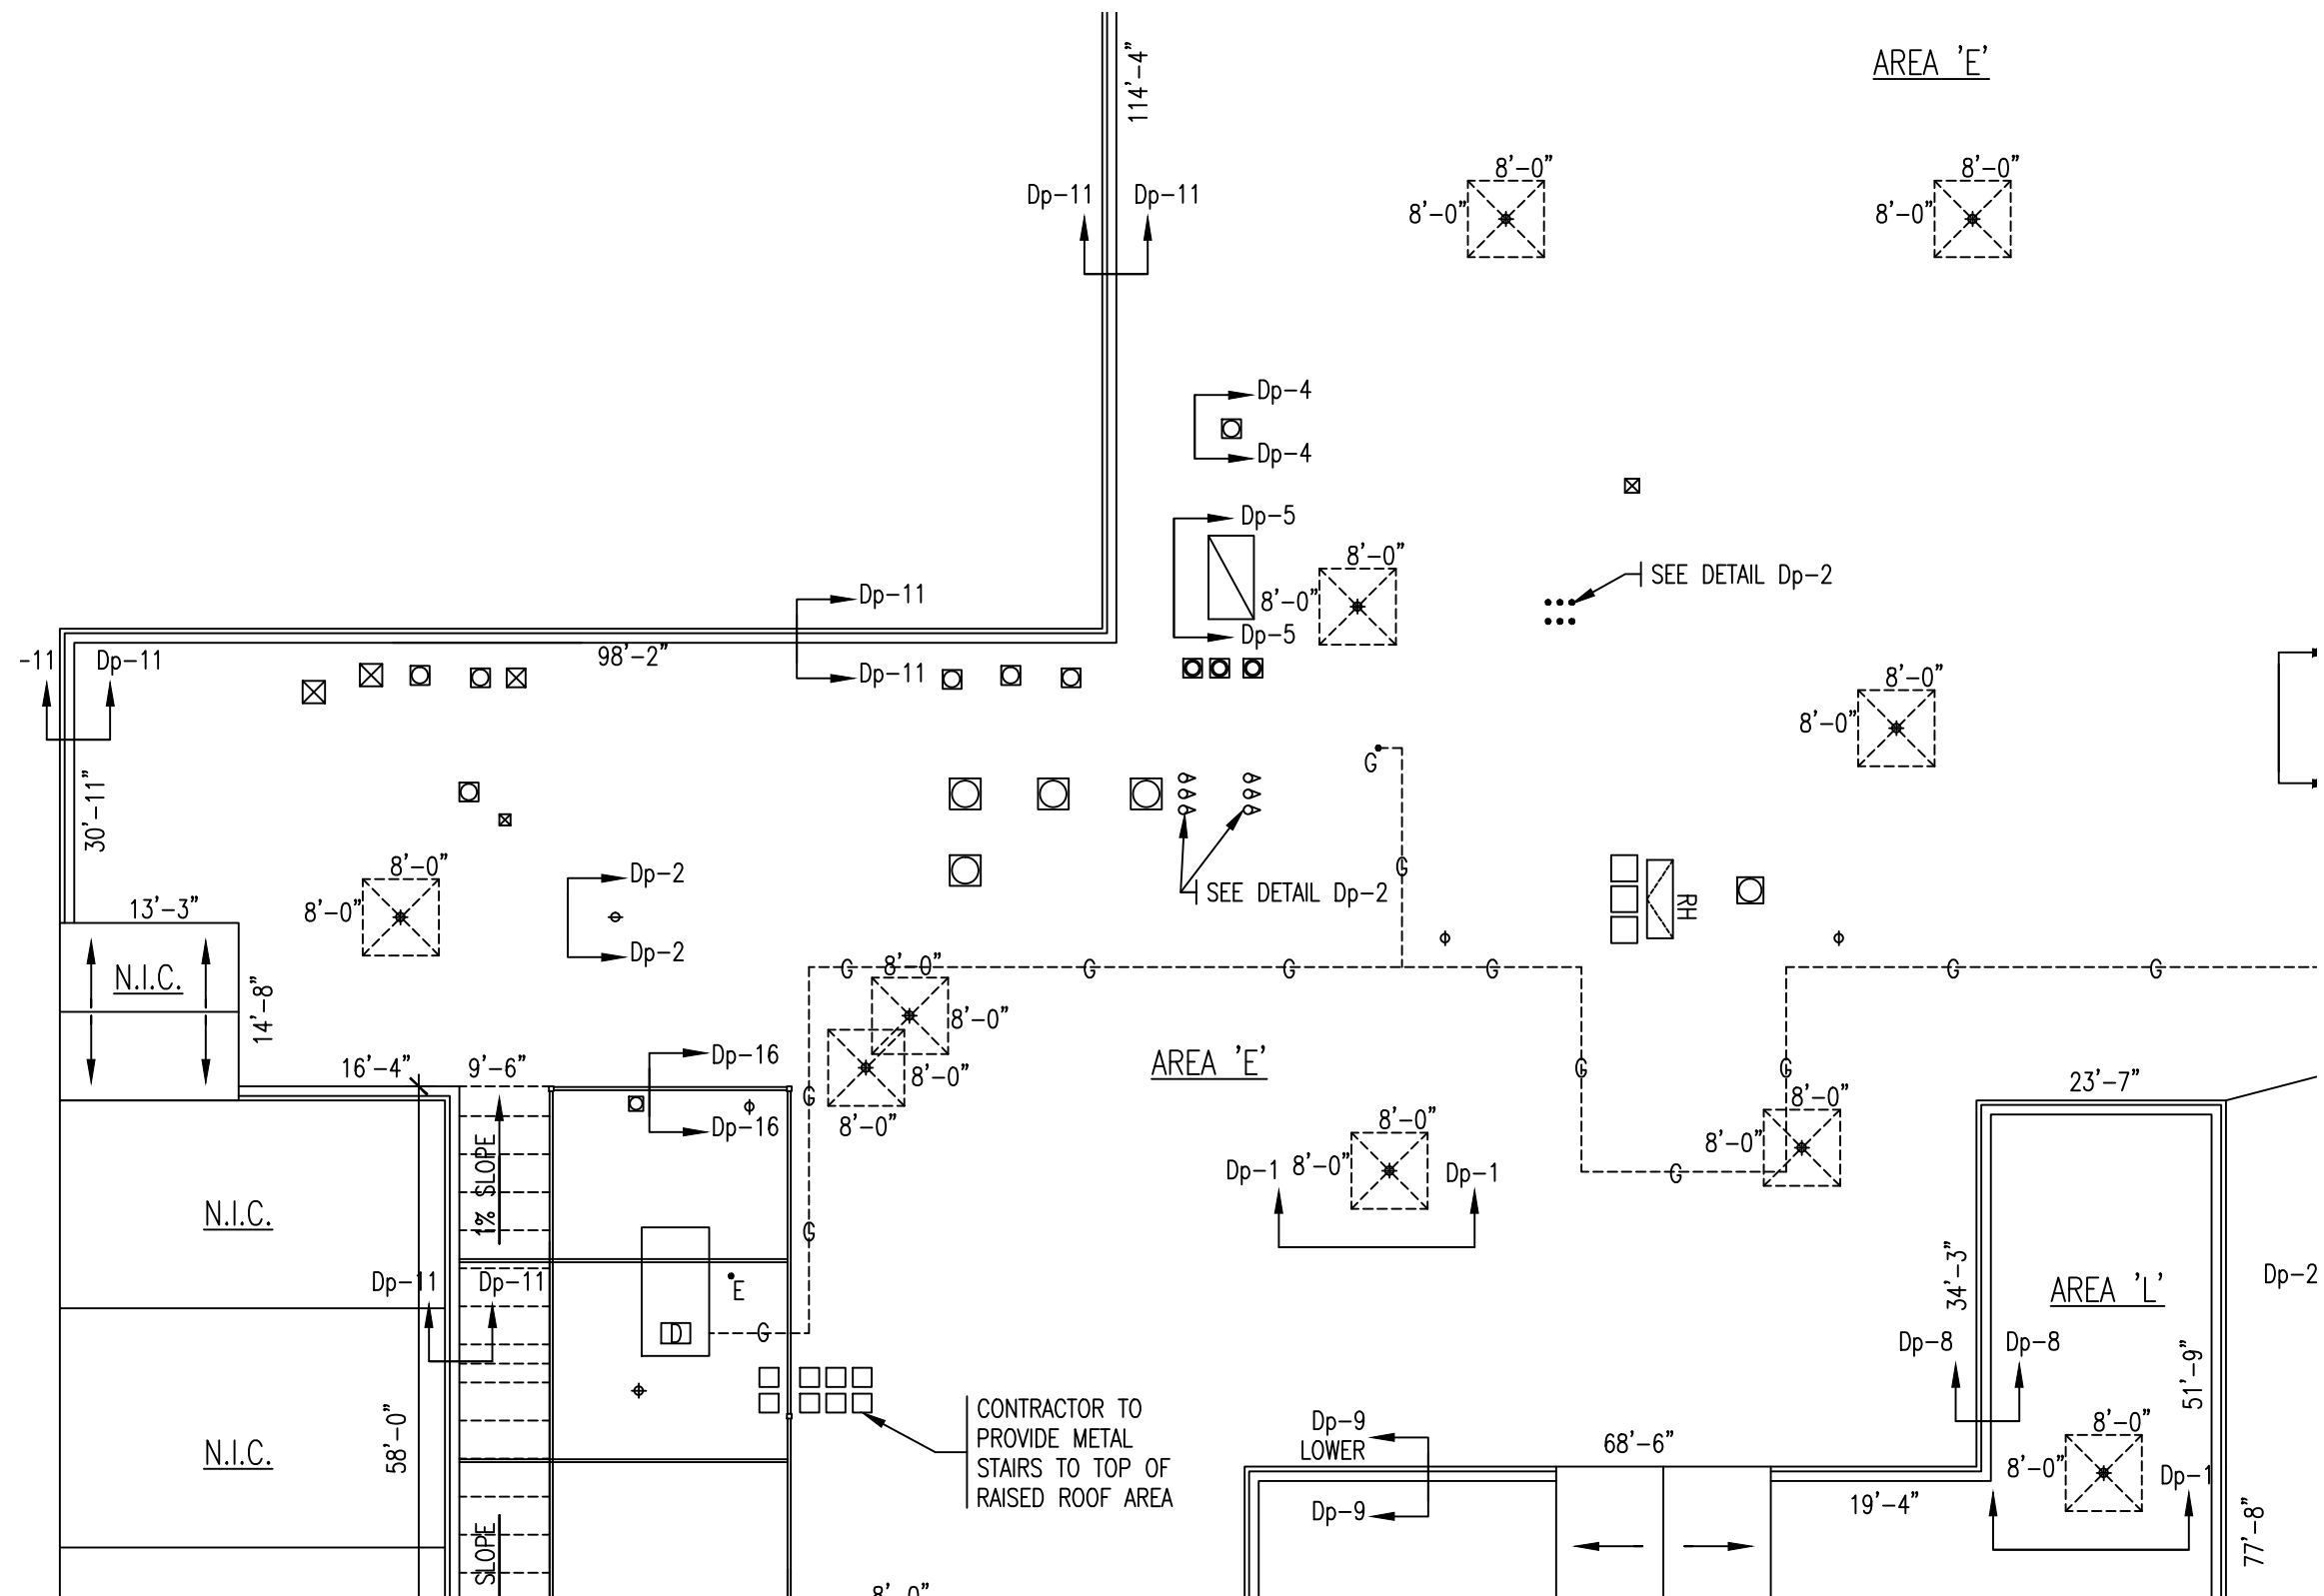 114'-4"
AREA 'E'
8'-0"
8'-0"
Dp-11
Dp-11
8'-0"
8'-0"
Dp-4
Dp-4
Dp-5
8'-0"
SEE DETAIL Dp-2
Dp-11
8'-0"
Dp-5
98'-2"
-11
Dp-11
Dp-11
8'-0"
8'-0"
G
30'-11"
8'-0"
G
Dp-2
SEE DETAIL Dp-2
RH
13'-3"
8'-0"
Dp-2
N.I.C.
14'-8"
G
8'-0"
G
G
G
G
G
8'-0"
16'-4"
9'-6"
Dp-16
8'-0"
AREA 'E'
G
G
23'-7"
G
8'-0"
8'-0"
Dp-16
8'-0"
1% SLOPE
Dp-1
8'-0"
Dp-1
G
8'-0"
N.I.C.
G
34'-3"
Dp-11
Dp-11
E
AREA 'L'
Dp-2
D
G
Dp-8
Dp-8
51'-9"
58'-0"
CONTRACTOR TO
PROVIDE METAL
STAIRS TO TOP OF
RAISED ROOF AREA
Dp-9
LOWER
68'-6"
8'-0"
N.I.C.
8'-0"
Dp-1
Dp-9
19'-4"
77'-8"
SLOPE
8'-0"